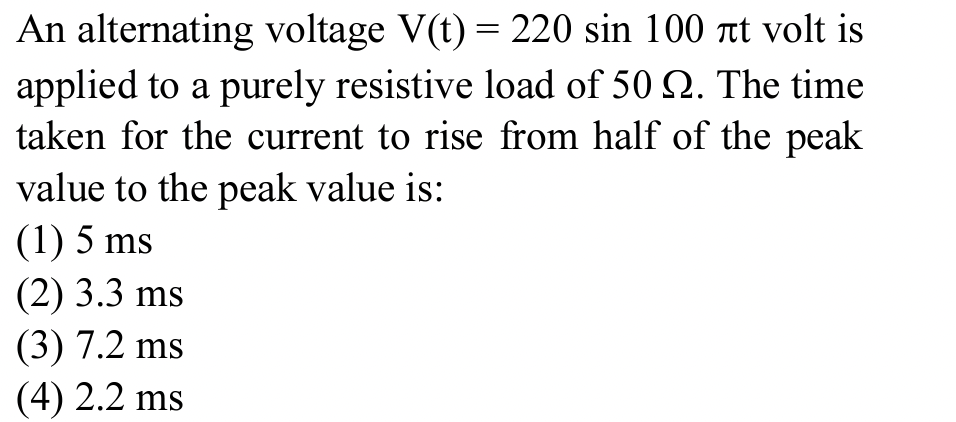 An alternating voltage V(t) = 220 sin 100 πt volt is
applied to a purely resistive load of 50 Ω. The time
taken for the current to rise from half of the peak
value to the peak value is:
(1) 5 ms
(2) 3.3 ms
(3) 7.2 ms
(4) 2.2 ms